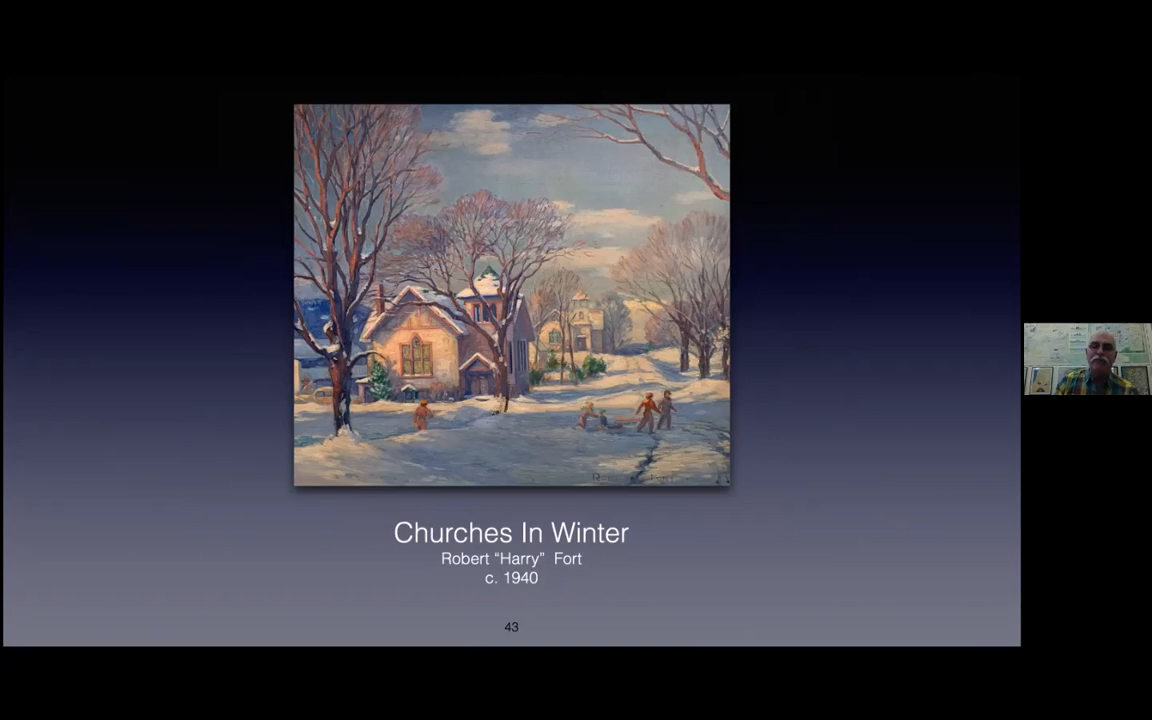 Churches In Winter
Robert “Harry” Fort
c. 1940
43